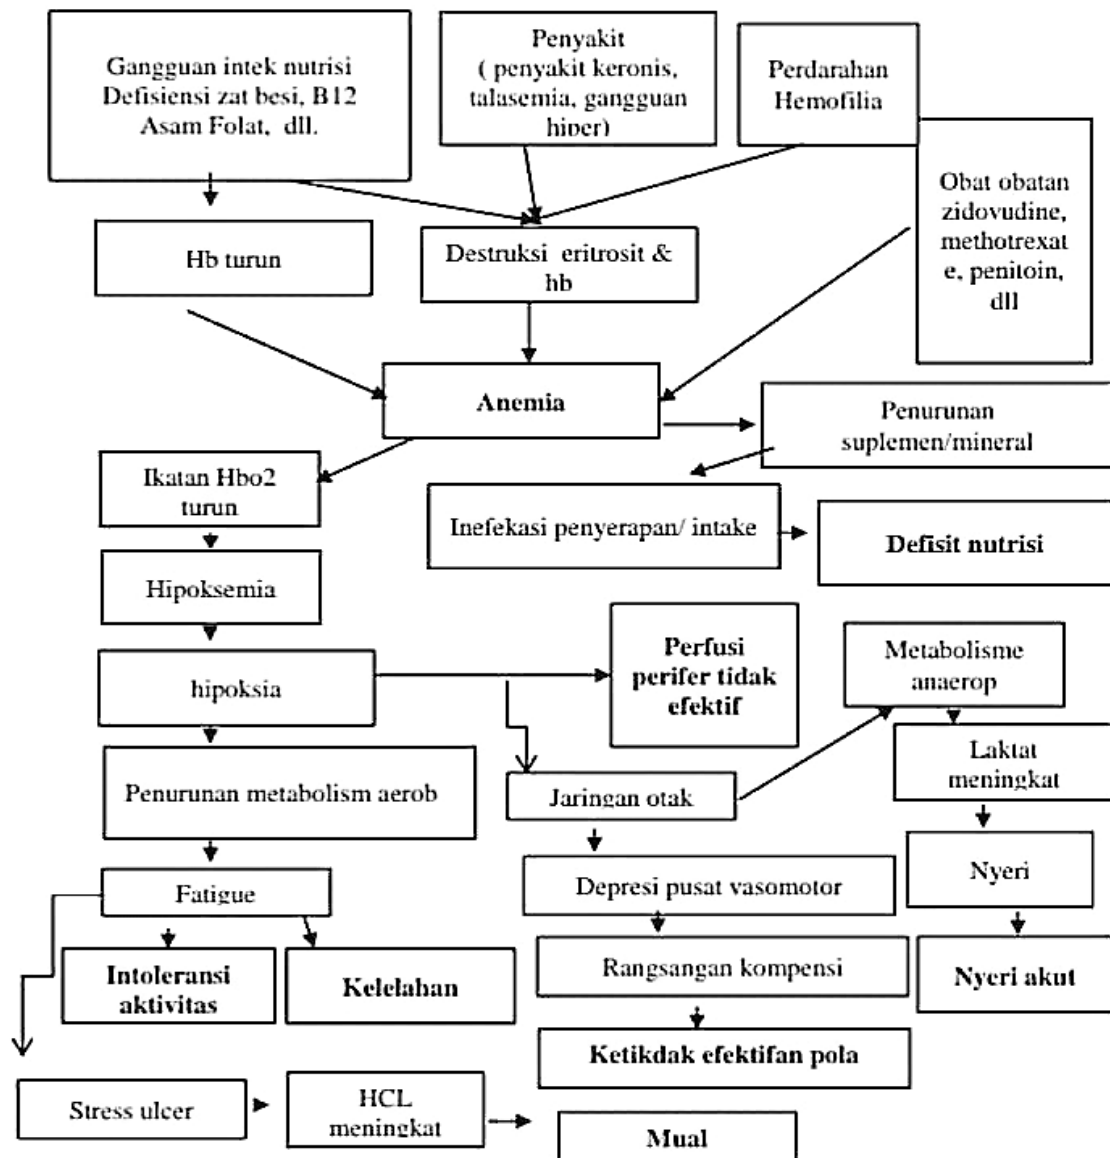 Gangguan intek nutrisi
Defisiensi zat besi, B12
Asam Folat, dll.
Penyakit
( penyakit keronis,
talasemia, gangguan
hiper)
Perdarahan
Hemofilia
Obat obatan
zidovudine,
methotrexat
e, penitoin,
dll
Hb turun
Destruksi eritrosit &
hb
Anemia
Penurunan
suplemen/mineral
Ikatan Hbo2
turun
Inefekasi penyerapan/ intake
Defisit nutrisi
Hipoksemia
hipoksia
Perfusi
perifer tidak
efektif
Metabolisme
anaerop
Penurunan metabolism aerob
Jaringan otak
Laktat
meningkat
Fatigue
Depresi pusat vasomotor
Nyeri
Intoleransi
aktivitas
Kelelahan
Rangsangan kompensi
Nyeri akut
Ketikdak efektifan pola
Stress ulcer
HCL
meningkat
Mual